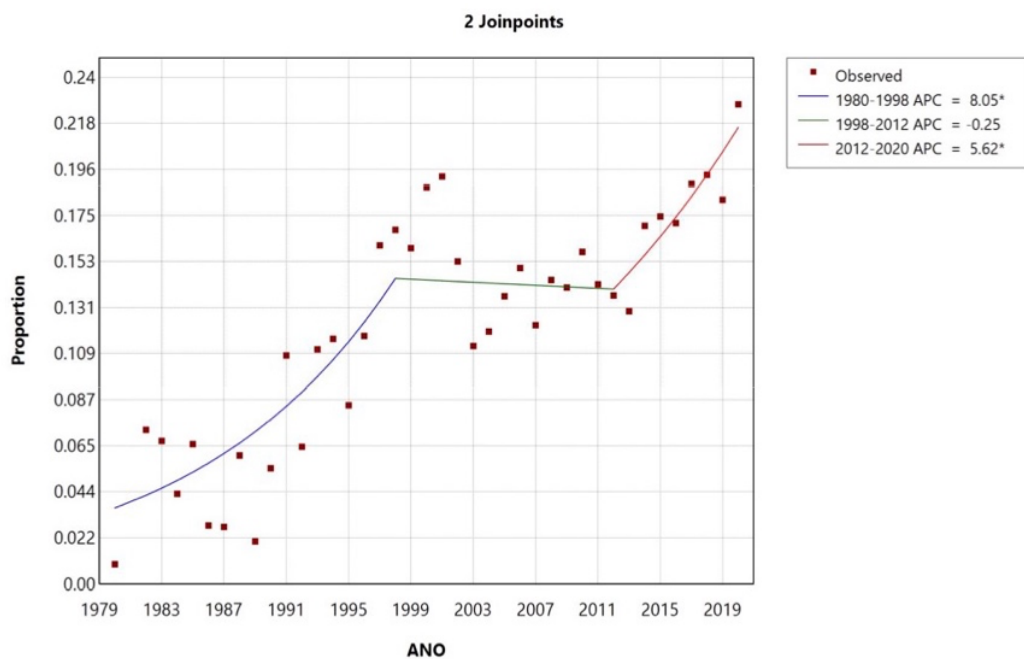 2 Joinpoints
0.24
0.218
0.196
0.175
0.153
0.131
0.109
0.087
0.065
0.044
0.022
0.00
Proportion
1979 1983 1987 1991 1995 1999 2003 2007 2011 2015 2019
ANO
Observed
1980-1998 APC = 8.05*
1998-2012 APC = -0.25
2012-2020 APC = 5.62*